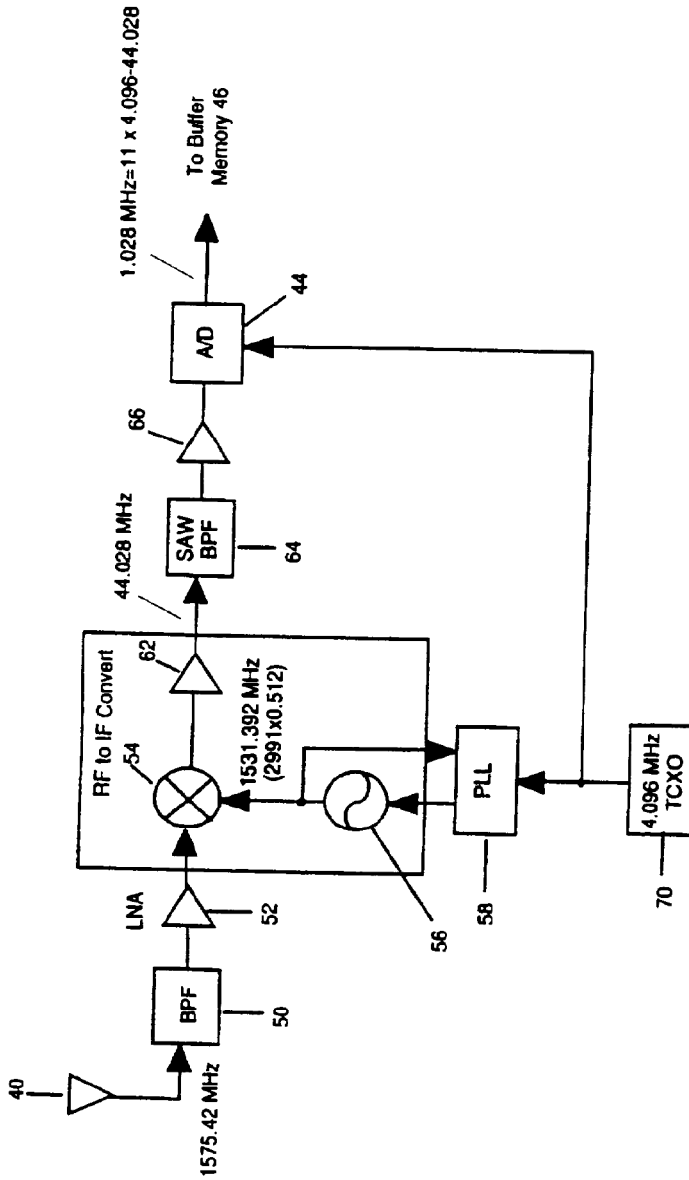 40
1575.42 MHz
BPF
50
LNA
52
RF to IF Convert
54
62
1531.392 MHz
(2991x0.512)
56
PLL
58
4.096 MHz
TCXO
70
44.028 MHz
SAW
BPF
64
66
A/D
44
1.028 MHz=11 x 4.096-44.028
To Buffer
Memory 46